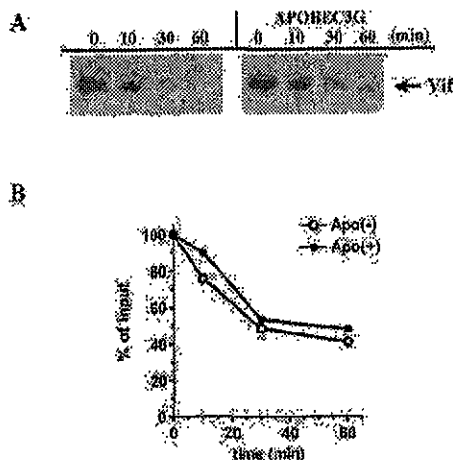 A
APOBEC3G
0 10 30 60 0 10 30 60 (min)
Vif
B
Apo(-)
Apo(+)
100
80
60
40
20
0
% of input
0 20 40 60
time (min)